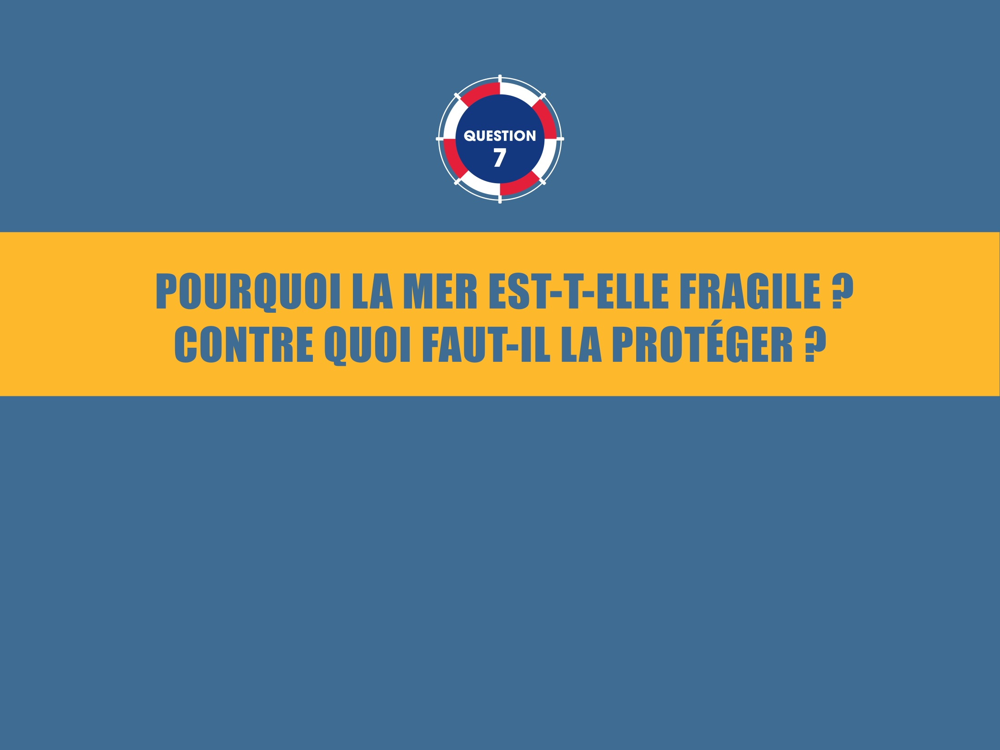 QUESTION
7
POURQUOI LA MER EST-T-ELLE FRAGILE ?
CONTRE QUOI FAUT-IL LA PROTÉGER ?